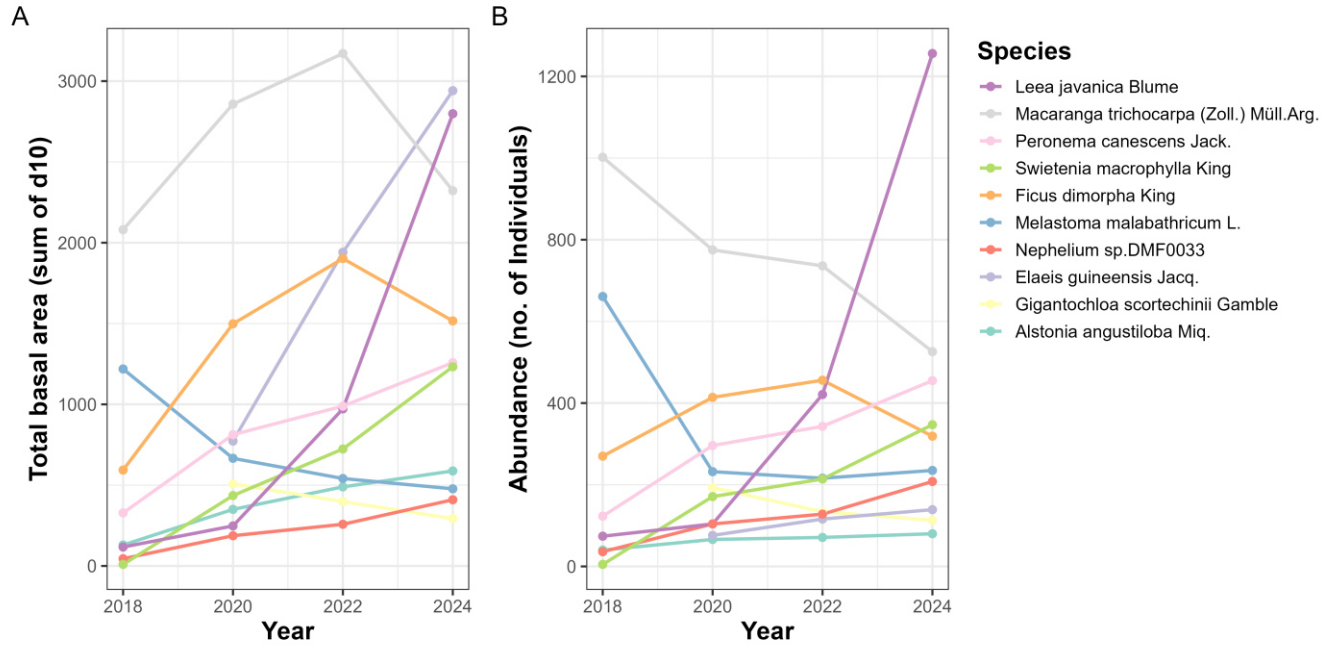 A
Total basal area (sum of d10)
3000
2000
1000
0
2018 2020 2022 2024
Year
B
Abundance (no. of Individuals)
1200
800
400
0
2018 2020 2022 2024
Year
Species
Leea javanica Blume
Macaranga trichocarpa (Zoll.) Müll.Arg.
Peronema canescens Jack.
Swietenia macrophylla King
Ficus dimorpha King
Melastoma malabathricum L.
Nephelium sp.DMF0033
Elaeis guineensis Jacq.
Gigantochloa scortechinii Gamble
Alstonia angustiloba Miq.